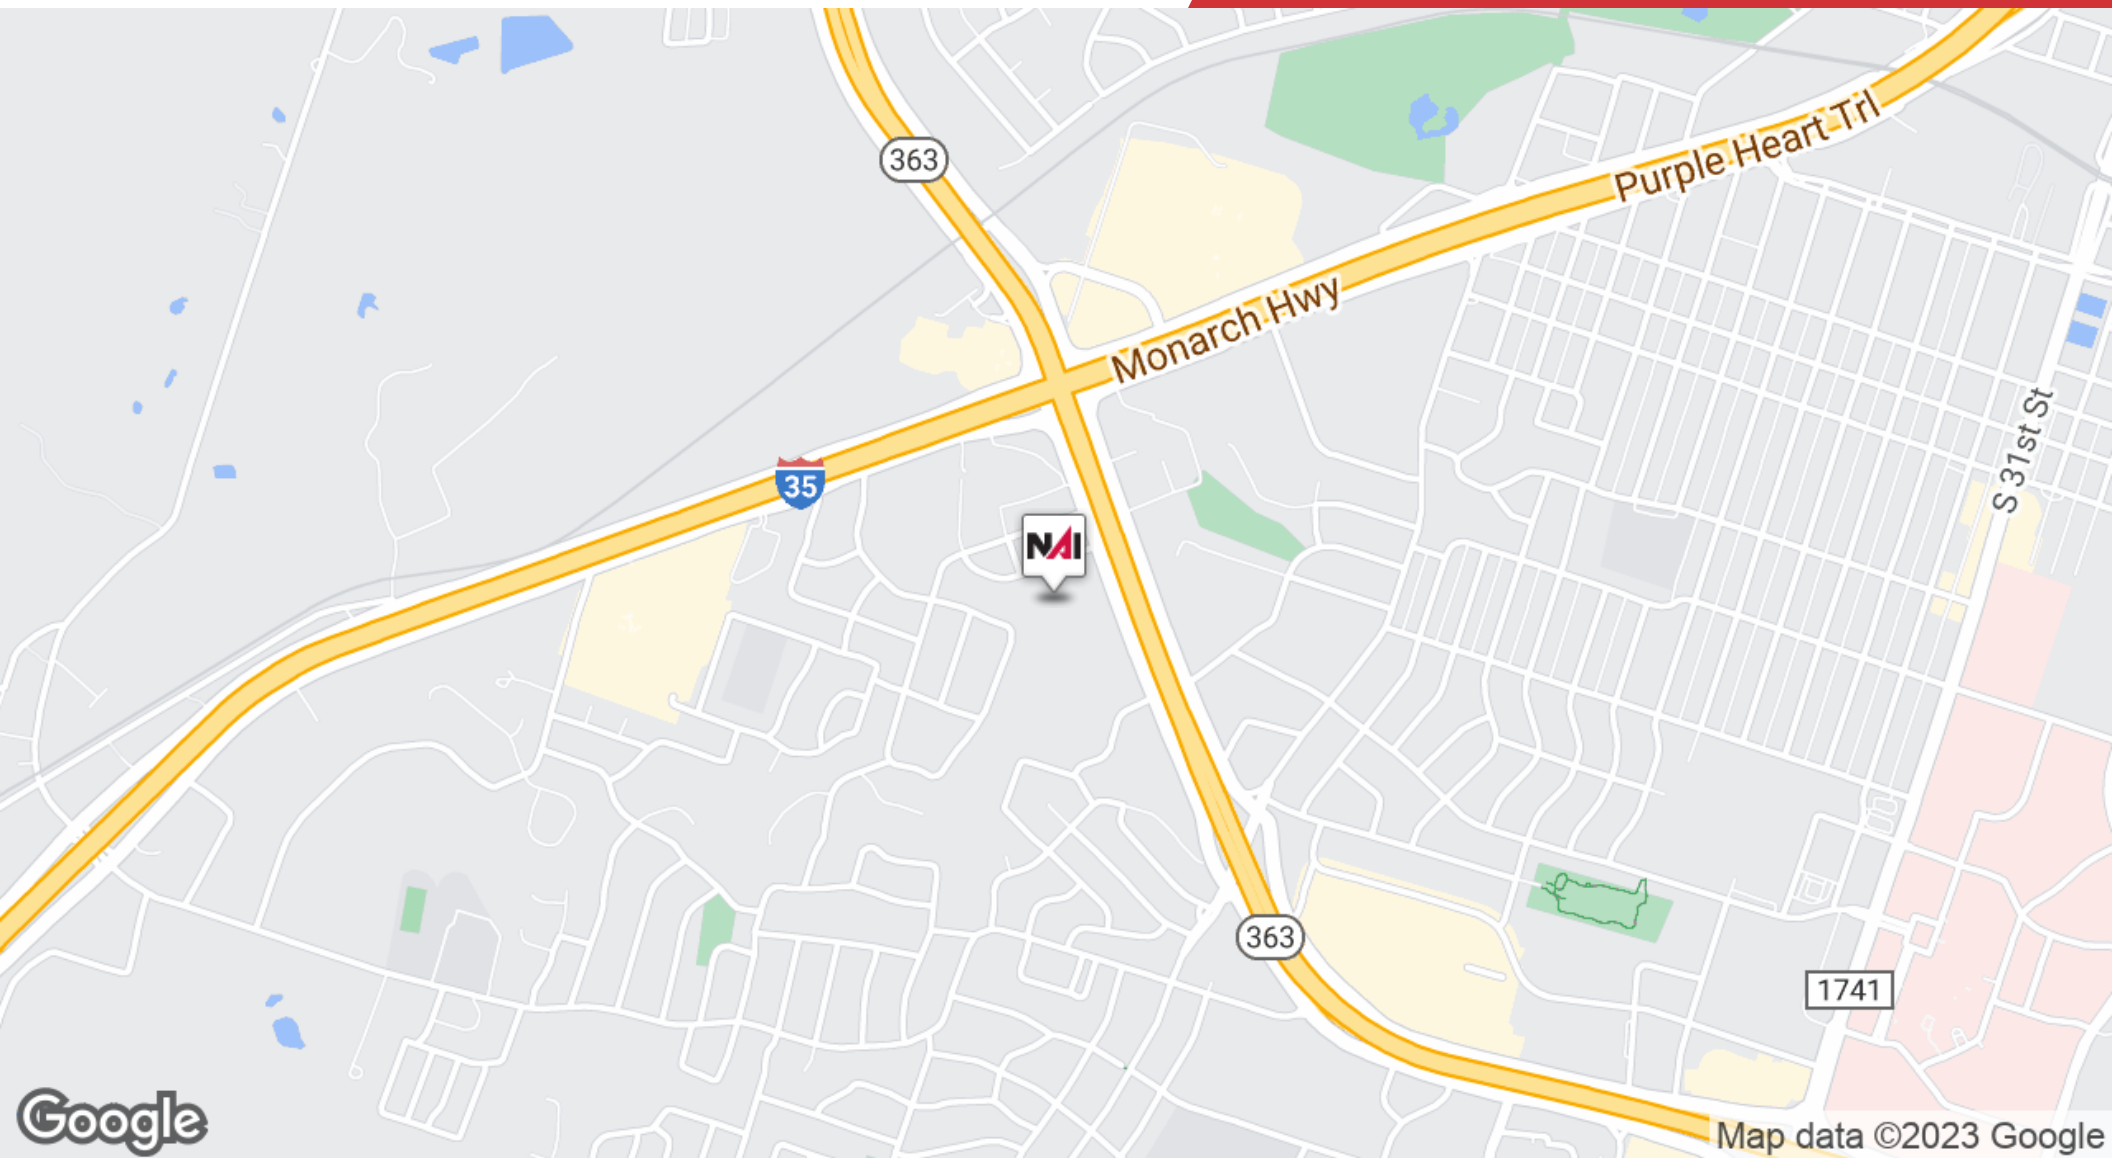 363
Purple Heart Trl
Monarch Hwy
S 31st St
35
NAI
363
1741
Google
Map data ©2023 Google